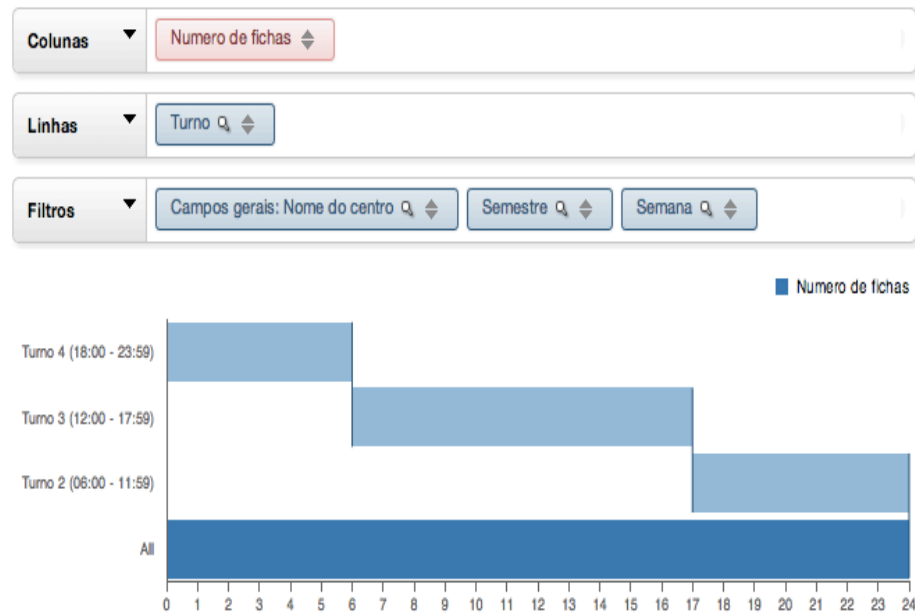 Colunas Numero de fichas
Linhas Turno
Filtros Campos gerais: Nome do centro Semestre Semana
Numero de fichas
Turno 4 (18:00 - 23:59)
Turno 3 (12:00 - 17:59)
Turno 2 (06:00 - 11:59)
All
0 1 2 3 4 5 6 7 8 9 10 11 12 13 14 15 16 17 18 19 20 21 22 23 24